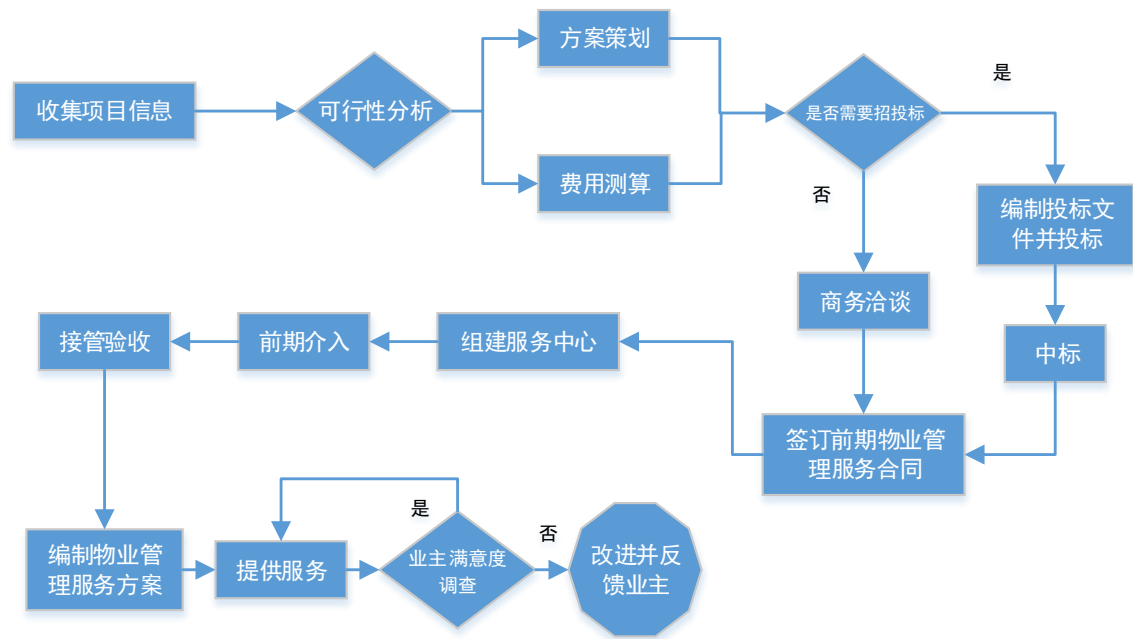 收集项目信息
可行性分析
方案策划
费用测算
是否需要招投标
是
否
编制投标文
件并投标
中标
商务洽谈
签订前期物业管
理服务合同
组建服务中心
前期介入
接管验收
编制物业管
理服务方案
提供服务
业主满意度
调查
是
否
改进并反
馈业主